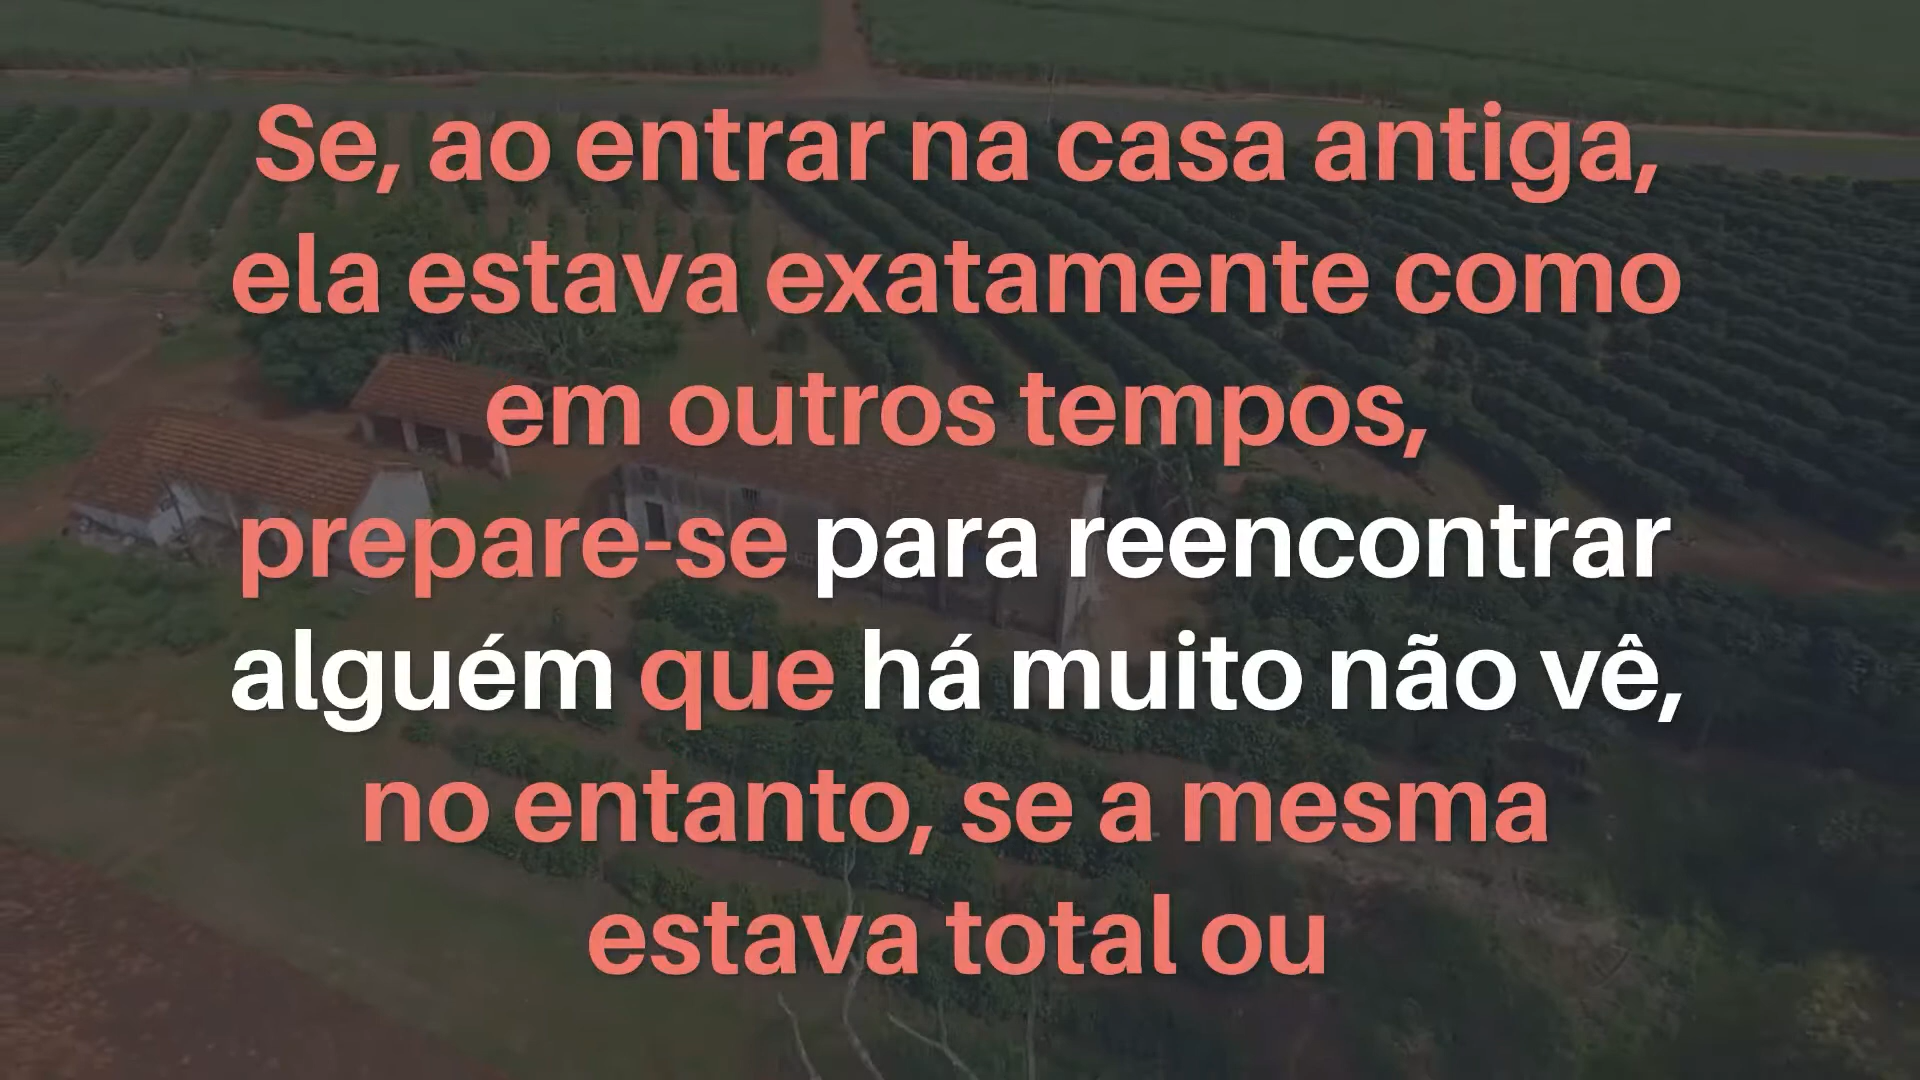 Se, ao entrar na casa antiga,
ela estava exatamente como
em outros tempos,
prepare-se para reencontrar
alguém que há muito não vê,
no entanto, se a mesma
estava total ou